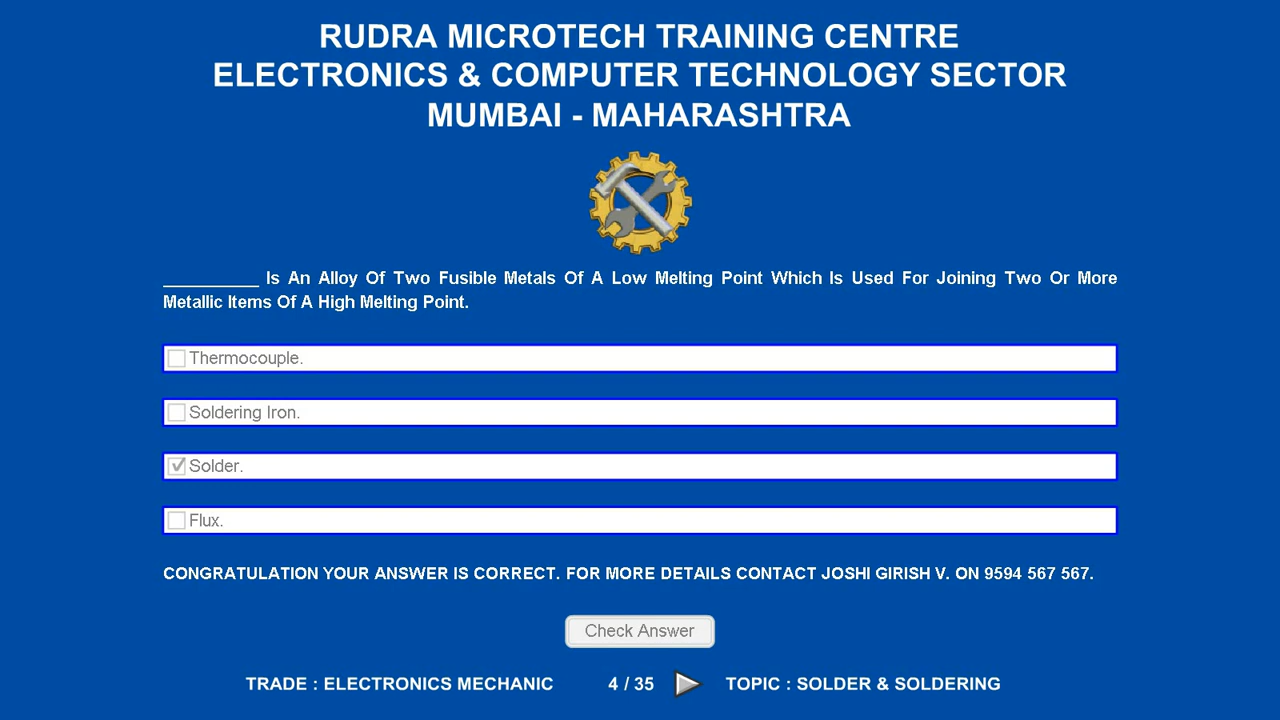 RUDRA MICROTECH TRAINING CENTRE
ELECTRONICS & COMPUTER TECHNOLOGY SECTOR
MUMBAI - MAHARASHTRA
__________ Is An Alloy Of Two Fusible Metals Of A Low Melting Point Which Is Used For Joining Two Or More
Metallic Items Of A High Melting Point.
Thermocouple.
Soldering Iron.
Solder.
Flux.
CONGRATULATION YOUR ANSWER IS CORRECT. FOR MORE DETAILS CONTACT JOSHI GIRISH V. ON 9594 567 567.
Check Answer
TRADE : ELECTRONICS MECHANIC 4 / 35 TOPIC : SOLDER & SOLDERING